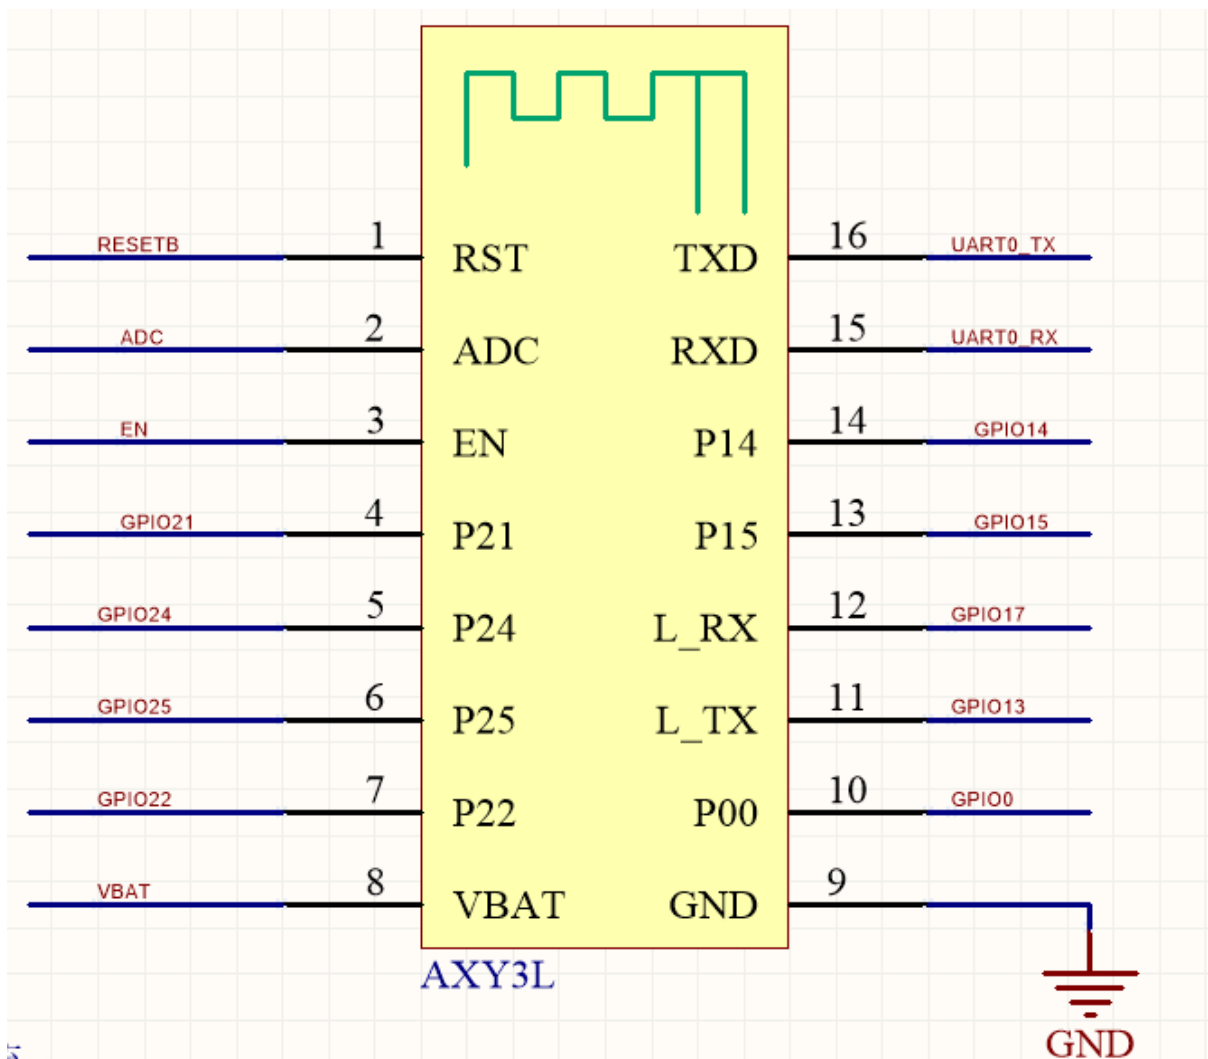 RESETB 1 RST TXD 16 UART0_TX
ADC 2 ADC RXD 15 UART0_RX
EN 3 EN P14 14 GPIO14
GPIO21 4 P21 P15 13 GPIO15
GPIO24 5 P24 L_RX 12 GPIO17
GPIO25 6 P25 L_TX 11 GPIO13
GPIO22 7 P22 P00 10 GPIO0
VBAT 8 VBAT GND 9
AXY3L
GND